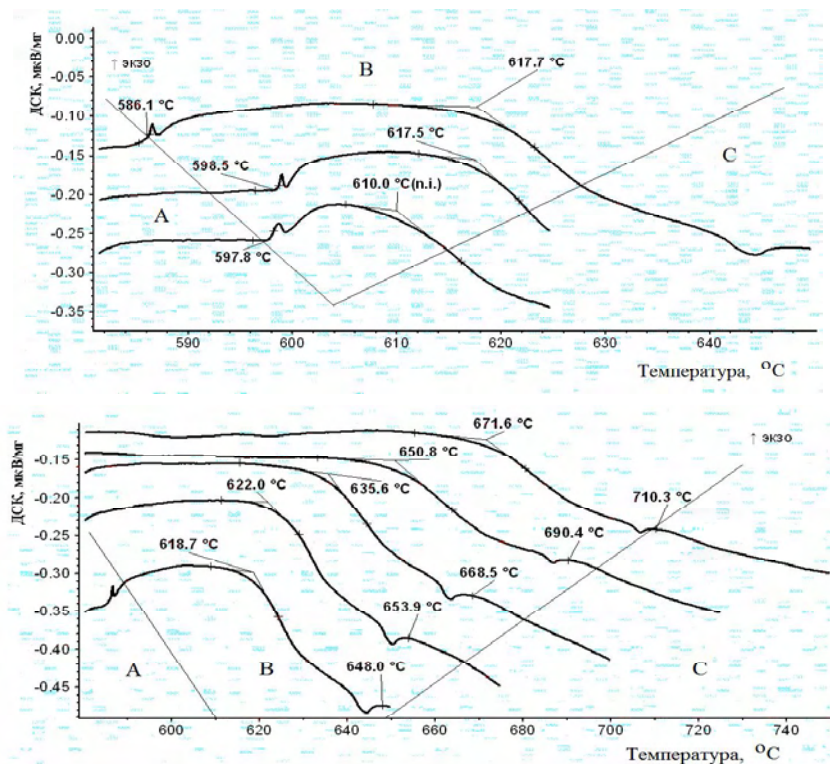 ДСК, мкВ/мг
0.00
-0.05
-0.10
-0.15
-0.20
-0.25
-0.30
-0.35
↑ экзо
A
B
C
586.1 °C
598.5 °C
597.8 °C
617.7 °C
617.5 °C
610.0 °C(n.i.)
590
600
610
620
630
640
Температура, °C
ДСК, мкВ/мг
-0.15
-0.20
-0.25
-0.30
-0.35
-0.40
-0.45
↑ экзо
A
B
C
671.6 °C
650.8 °C
635.6 °C
622.0 °C
618.7 °C
710.3 °C
690.4 °C
668.5 °C
653.9 °C
648.0 °C
600
620
640
660
680
700
720
740
Температура, °C